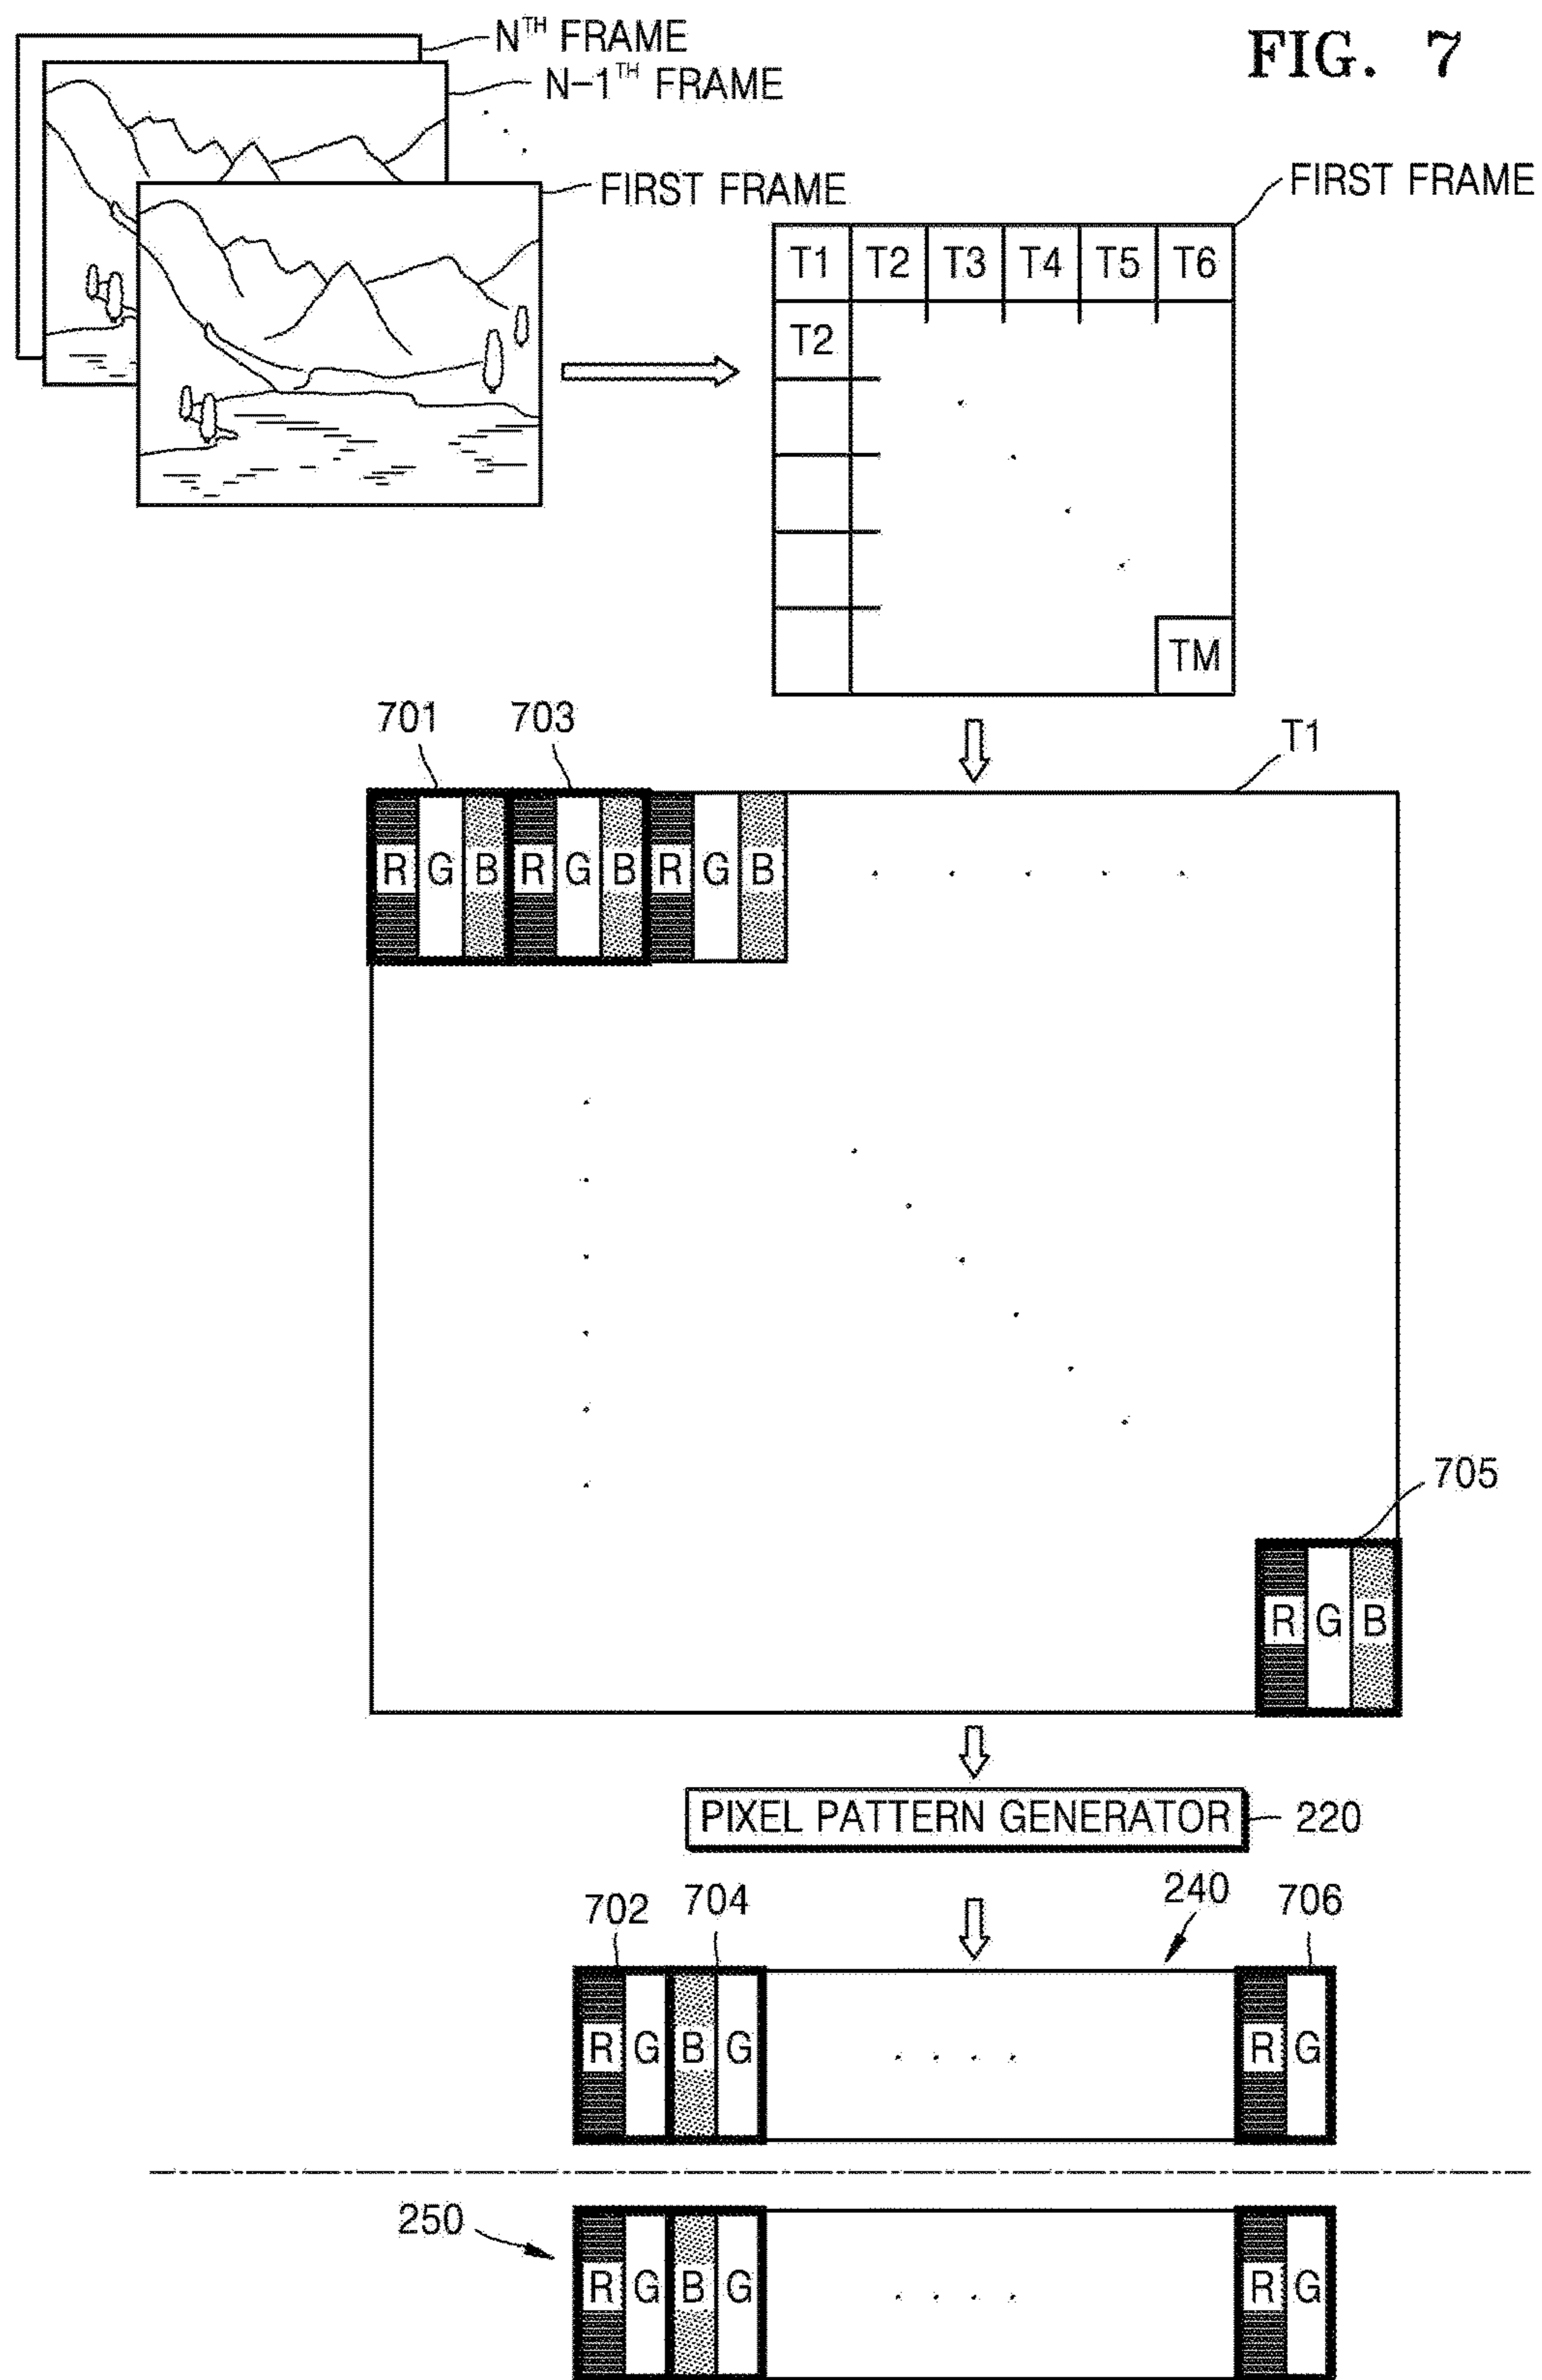 FIG. 7
NTH FRAME
N-1TH FRAME
FIRST FRAME
FIRST FRAME
T1 T2 T3 T4 T5 T6
T2
TM
701 703
T1
R G B R G B R G B
705
R G B
PIXEL PATTERN GENERATOR
220
702 704 240 706
R G B G R G
250
R G B G R G